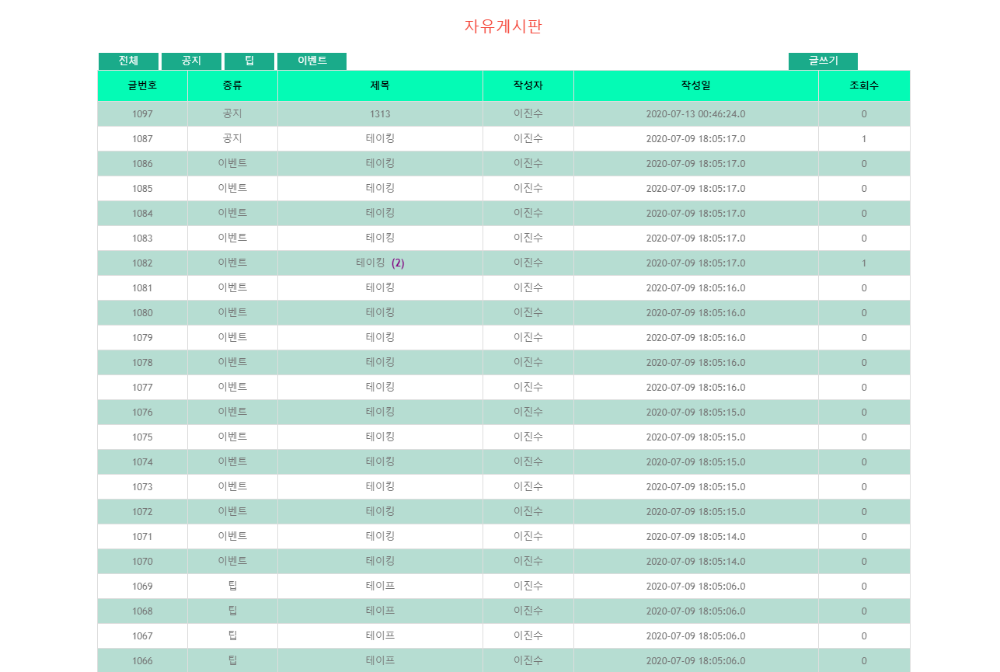 자유게시판
전체 공지 팁 이벤트 글쓰기
글번호 종류 제목 작성자 작성일 조회수
1097 공지 1313 이진수 2020-07-13 00:46:24.0 0
1087 공지 테이킹 이진수 2020-07-09 18:05:17.0 1
1086 이벤트 테이킹 이진수 2020-07-09 18:05:17.0 0
1085 이벤트 테이킹 이진수 2020-07-09 18:05:17.0 0
1084 이벤트 테이킹 이진수 2020-07-09 18:05:17.0 0
1083 이벤트 테이킹 이진수 2020-07-09 18:05:17.0 0
1082 이벤트 테이킹 (2) 이진수 2020-07-09 18:05:17.0 1
1081 이벤트 테이킹 이진수 2020-07-09 18:05:16.0 0
1080 이벤트 테이킹 이진수 2020-07-09 18:05:16.0 0
1079 이벤트 테이킹 이진수 2020-07-09 18:05:16.0 0
1078 이벤트 테이킹 이진수 2020-07-09 18:05:16.0 0
1077 이벤트 테이킹 이진수 2020-07-09 18:05:16.0 0
1076 이벤트 테이킹 이진수 2020-07-09 18:05:15.0 0
1075 이벤트 테이킹 이진수 2020-07-09 18:05:15.0 0
1074 이벤트 테이킹 이진수 2020-07-09 18:05:15.0 0
1073 이벤트 테이킹 이진수 2020-07-09 18:05:15.0 0
1072 이벤트 테이킹 이진수 2020-07-09 18:05:15.0 0
1071 이벤트 테이킹 이진수 2020-07-09 18:05:14.0 0
1070 이벤트 테이킹 이진수 2020-07-09 18:05:14.0 0
1069 팁 테이프 이진수 2020-07-09 18:05:06.0 0
1068 팁 테이프 이진수 2020-07-09 18:05:06.0 0
1067 팁 테이프 이진수 2020-07-09 18:05:06.0 0
1066 팁 테이프 이진수 2020-07-09 18:05:06.0 0